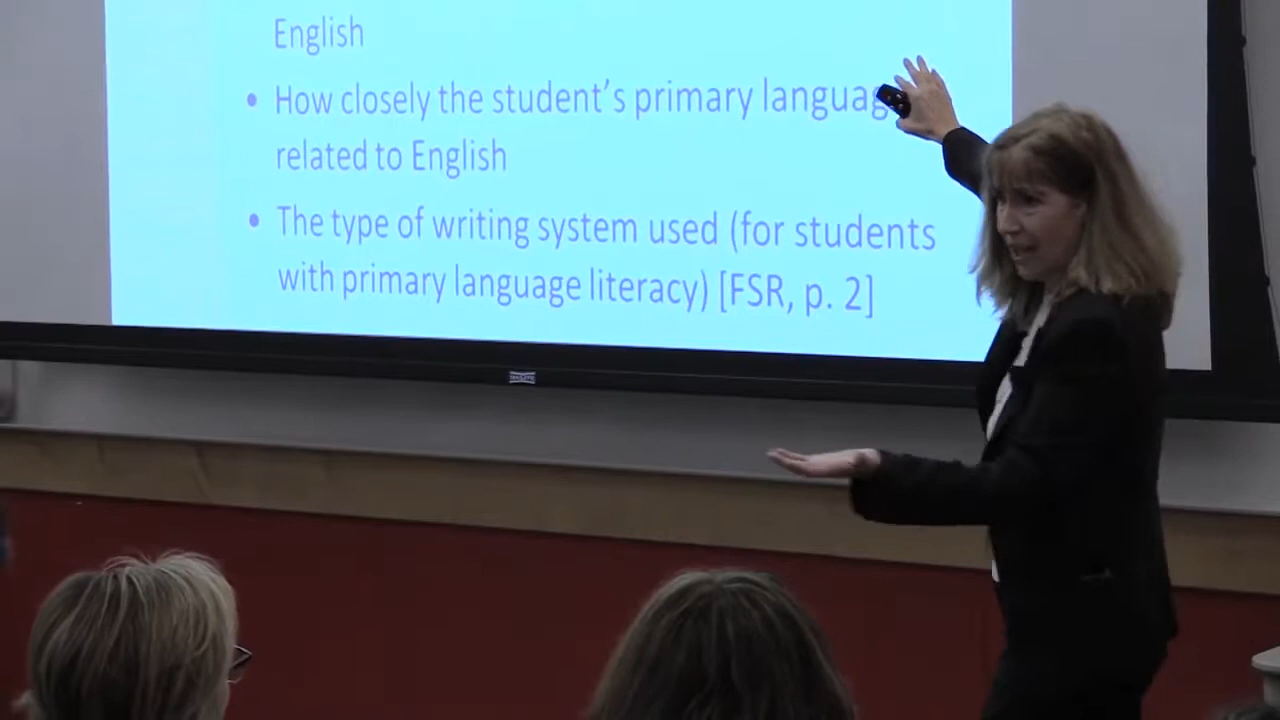 English
• How closely the student's primary languag
related to English
• The type of writing system used (for students
with primary language literacy) [FSR, p. 2]